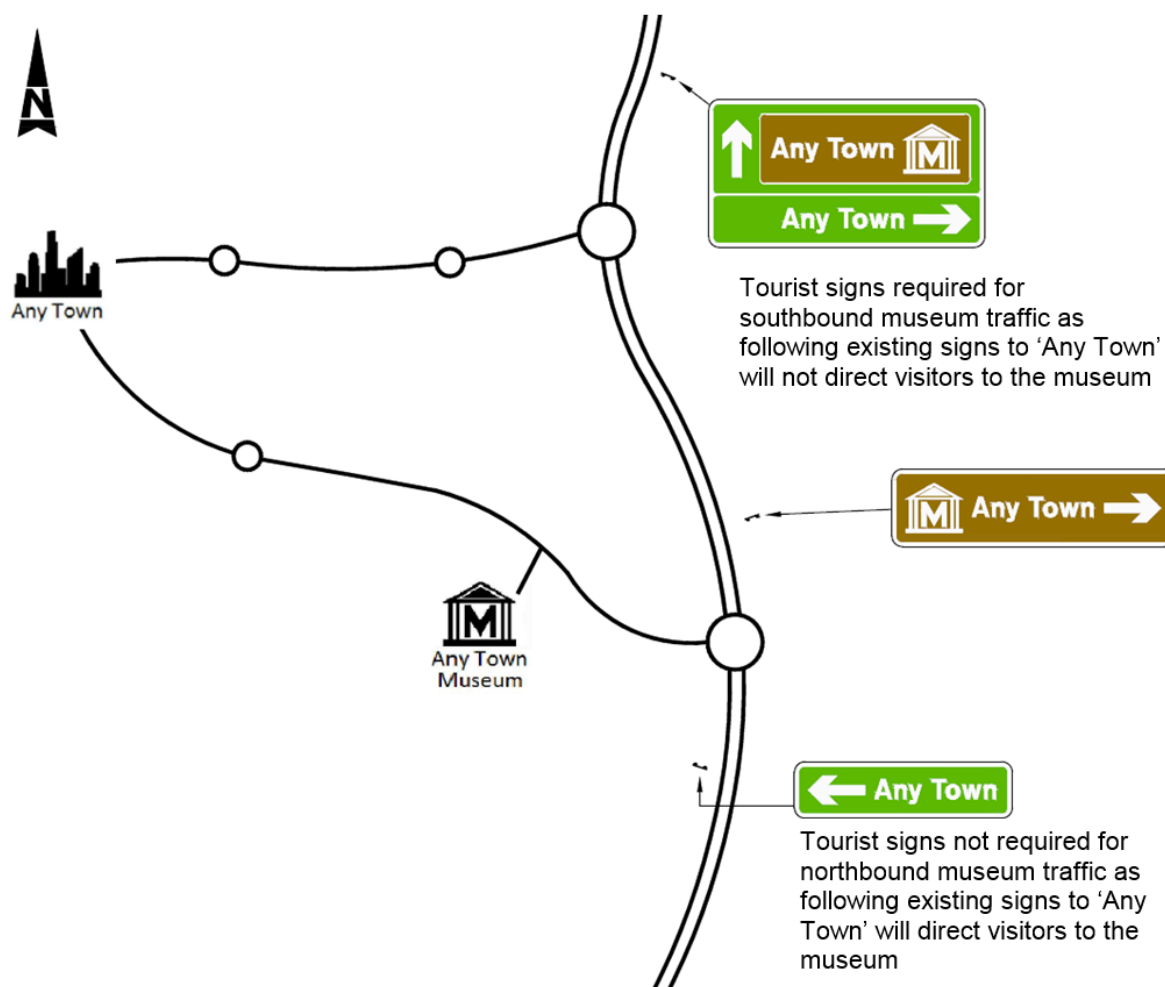 N
Any Town M
Any Town
Tourist signs required for
southbound museum traffic as
following existing signs to ‘Any Town’
will not direct visitors to the museum
Any Town
M Any Town
M
Any Town
Museum
Any Town
Tourist signs not required for
northbound museum traffic as
following existing signs to ‘Any
Town’ will direct visitors to the
museum